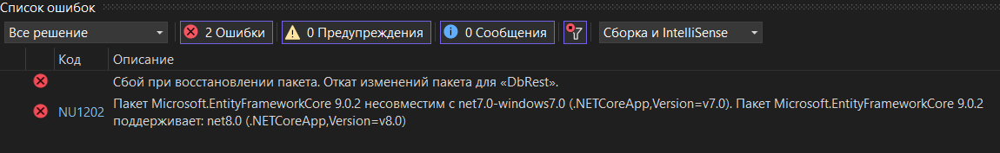 Список ошибок
Все решение 2 Ошибки 0 Предупреждения 0 Сообщения Сборка и IntelliSense
Код Описание
Сбой при восстановлении пакета. Откат изменений пакета для «DbRest».
NU1202 Пакет Microsoft.EntityFrameworkCore 9.0.2 несовместим с net7.0-windows7.0 (.NETCoreApp,Version=v7.0). Пакет Microsoft.EntityFrameworkCore 9.0.2
поддерживает: net8.0 (.NETCoreApp,Version=v8.0)